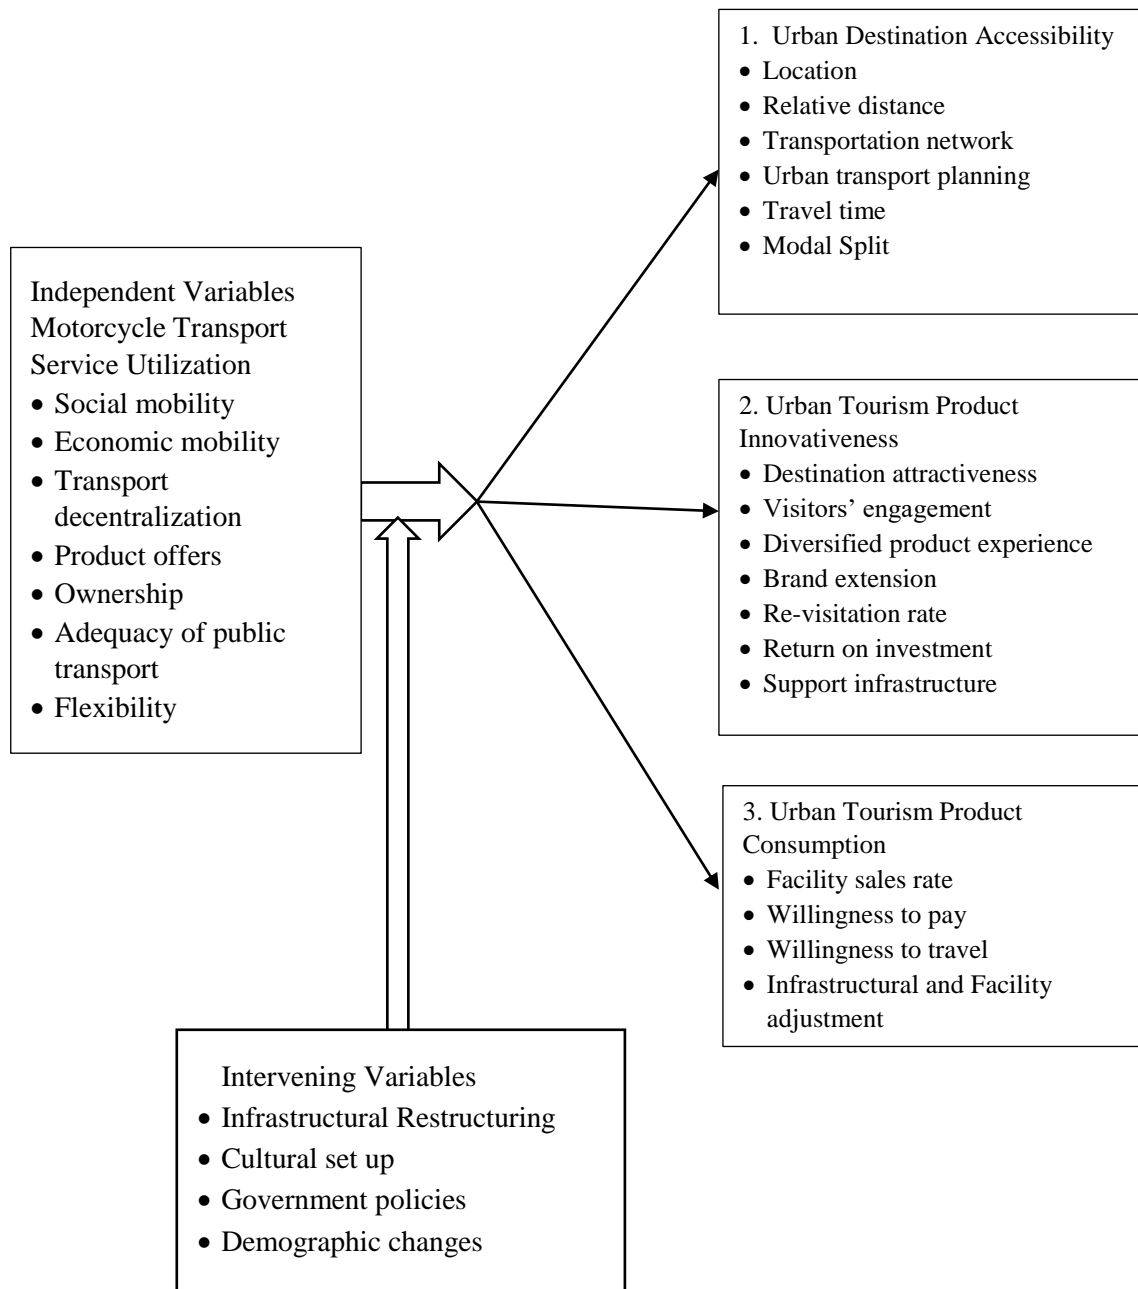 1. Urban Destination Accessibility
• Location
• Relative distance
• Transportation network
• Urban transport planning
• Travel time
• Modal Split
Independent Variables
Motorcycle Transport
Service Utilization
• Social mobility
• Economic mobility
• Transport
decentralization
• Product offers
• Ownership
• Adequacy of public
transport
• Flexibility
2. Urban Tourism Product
Innovativeness
• Destination attractiveness
• Visitors’ engagement
• Diversified product experience
• Brand extension
• Re-visitation rate
• Return on investment
• Support infrastructure
3. Urban Tourism Product
Consumption
• Facility sales rate
• Willingness to pay
• Willingness to travel
• Infrastructural and Facility
adjustment
Intervening Variables
• Infrastructural Restructuring
• Cultural set up
• Government policies
• Demographic changes